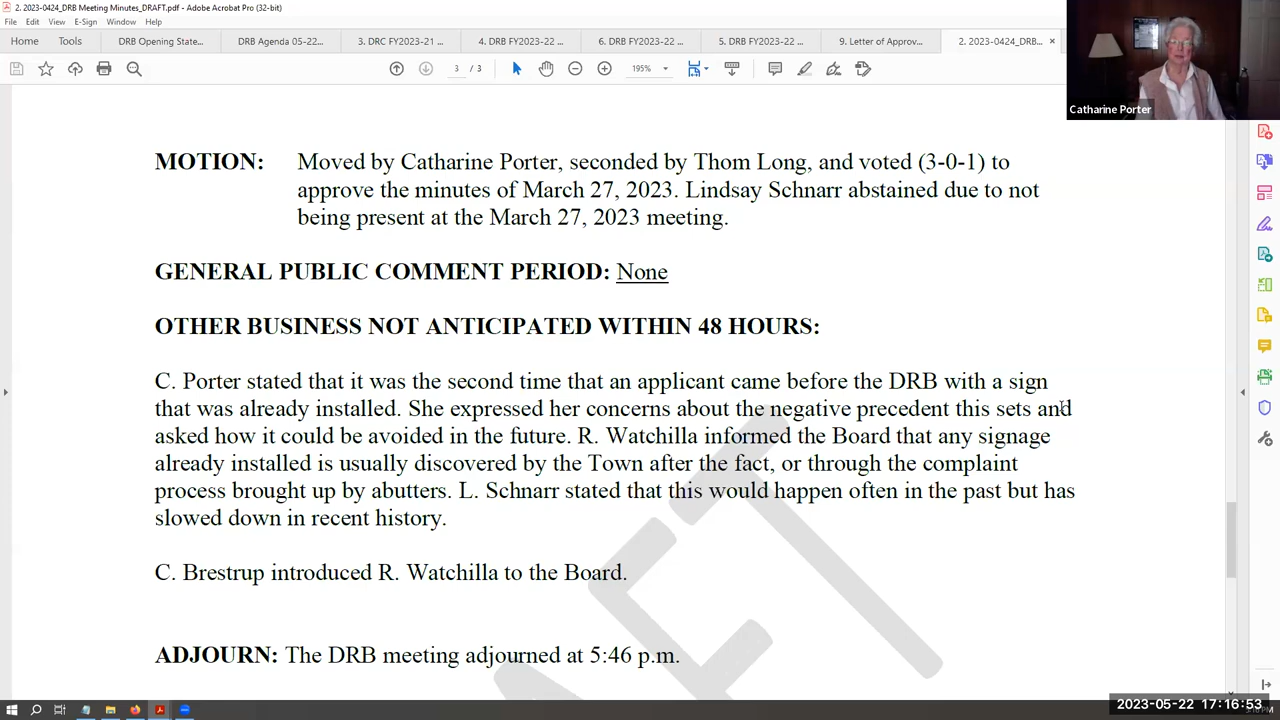 2. 2023-0424_DRB Meeting Minutes_DRAFT.pdf - Adobe Acrobat Pro (32-bit)
File Edit View E-Sign Window Help
Home Tools DRB Opening State... DRB Agenda 05-22... 3. DRC FY2023-21 ... 4. DRB FY2023-22 ... 6. DRB FY2023-22 ... 5. DRB FY2023-22 ... 9. Letter of Approv... 2. 2023-0424_DRB... ×
3 / 3 195%
Catharine Porter
MOTION: Moved by Catharine Porter, seconded by Thom Long, and voted (3-0-1) to
approve the minutes of March 27, 2023. Lindsay Schnarr abstained due to not
being present at the March 27, 2023 meeting.
GENERAL PUBLIC COMMENT PERIOD: None
OTHER BUSINESS NOT ANTICIPATED WITHIN 48 HOURS:
C. Porter stated that it was the second time that an applicant came before the DRB with a sign
that was already installed. She expressed her concerns about the negative precedent this sets and
asked how it could be avoided in the future. R. Watchilla informed the Board that any signage
already installed is usually discovered by the Town after the fact, or through the complaint
process brought up by abutters. L. Schnarr stated that this would happen often in the past but has
slowed down in recent history.
C. Brestrup introduced R. Watchilla to the Board.
ADJOURN: The DRB meeting adjourned at 5:46 p.m.
2023-05-22 17:16:53